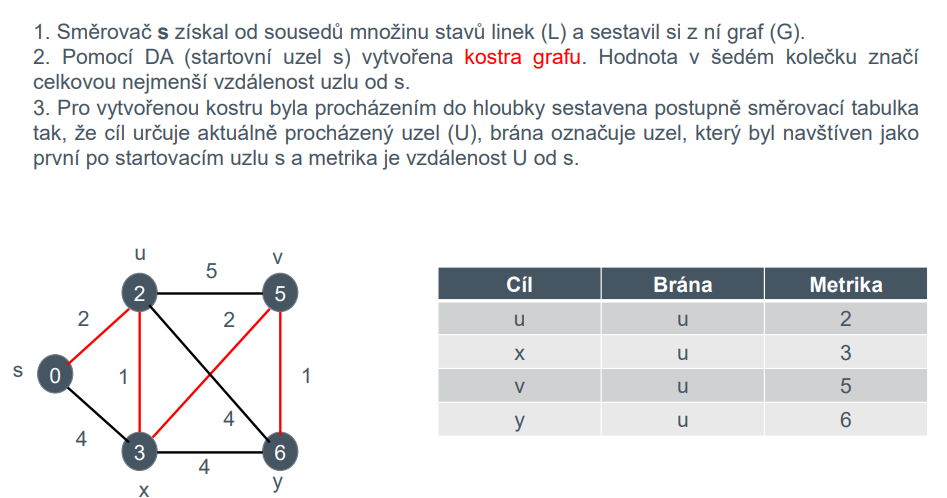 1. Směrovač s získal od sousedů množinu stavů linek (L) a sestavil si z ní graf (G).
2. Pomocí DA (startovní uzel s) vytvořena kostra grafu. Hodnota v šedém kolečku značí
celkovou nejmenší vzdálenost uzlu od s.
3. Pro vytvořenou kostru byla procházením do hloubky sestavena postupně směrovací tabulka
tak, že cíl určuje aktuálně procházený uzel (U), brána označuje uzel, který byl navštíven jako
první po startovacím uzlu s a metrika je vzdálenost U od s.
u v
5
2 5
2 2
s 0 1 1
4 4
3 6
4
x y
Cíl Brána Metrika
u u 2
x u 3
v u 5
y u 6